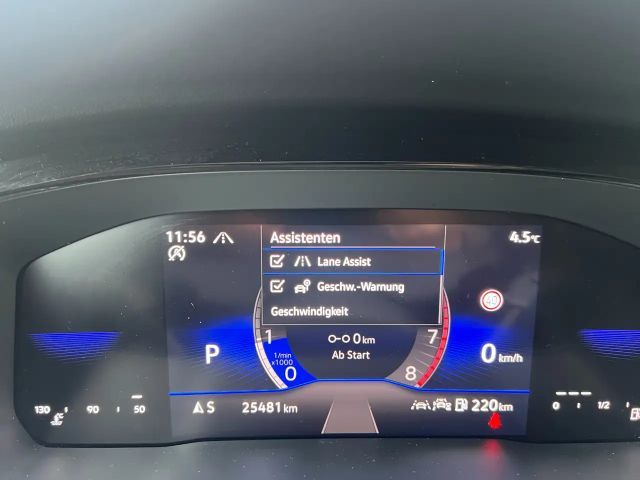 11:56
Assistenten
4.5°C
Lane Assist
Geschw.-Warnung
Geschwindigkeit
1
0 km
7
P
1/min
x1000
Ab Start
0 km/h
0
8
130 90 50
S
25481 km
220 km
0 1/2